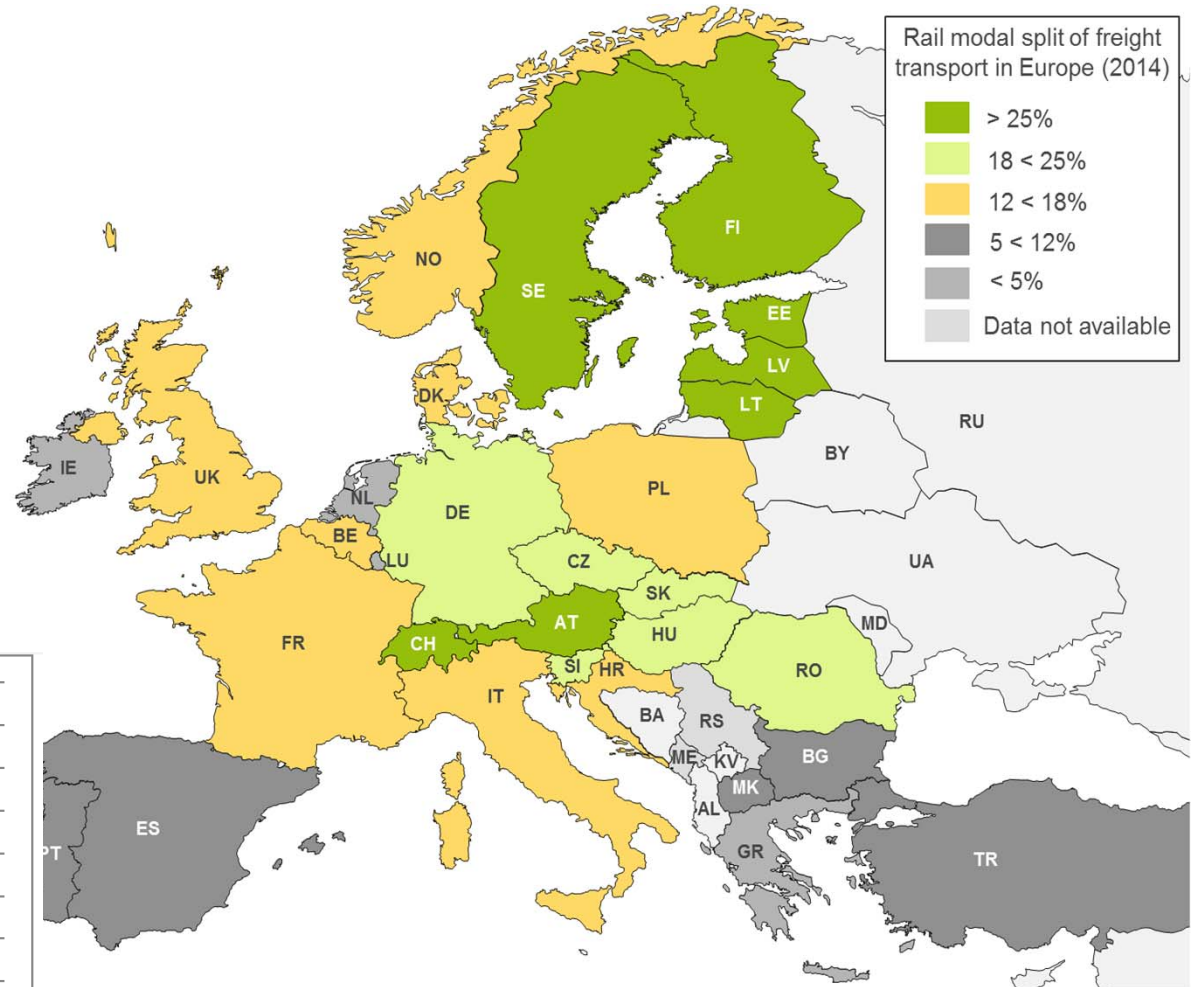 Rail modal split of freight
transport in Europe (2014)
> 25%
18 < 25%
12 < 18%
5 < 12%
< 5%
Data not available
NO
SE
FI
EE
LV
LT
RU
DK
BY
IE
UK
NL
PL
DE
BE
LU
CZ
UA
SK
AT
HU
MD
CH
FR
SI
HR
RO
IT
BA
RS
ME
KV
BG
MK
AL
ES
PT
GR
TR